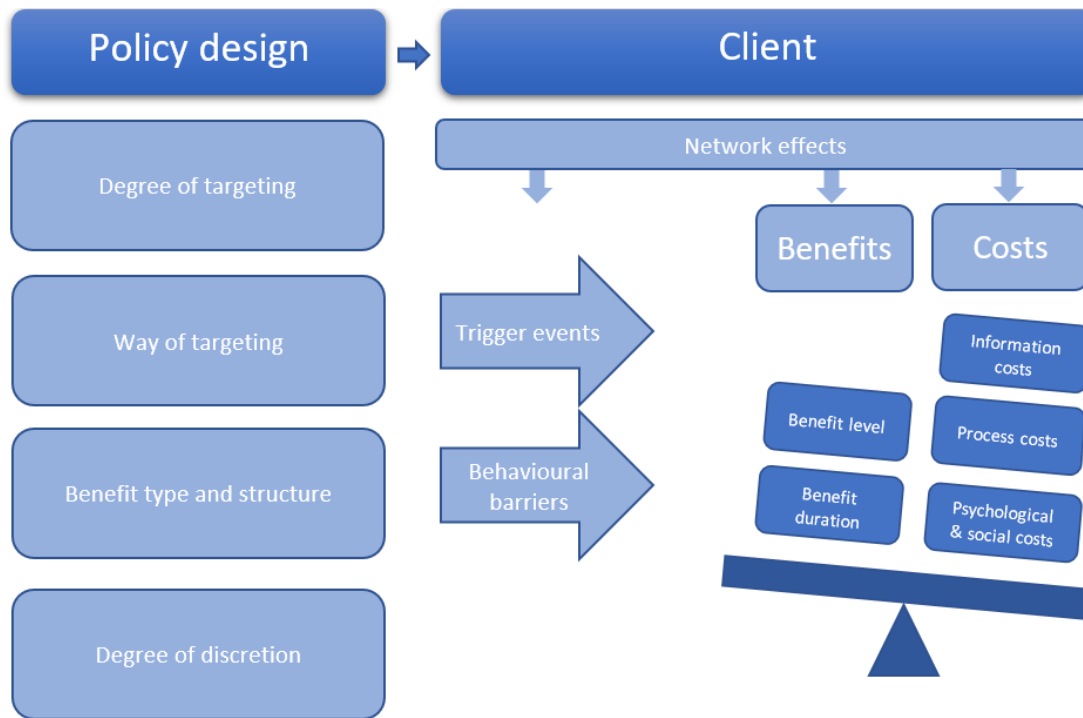 Policy design
Client
Network effects
Degree of targeting
Benefits
Costs
Way of targeting
Trigger events
Information
costs
Benefit level
Process costs
Benefit type and structure
Behavioural
barriers
Benefit
duration
Psychological
& social costs
Degree of discretion